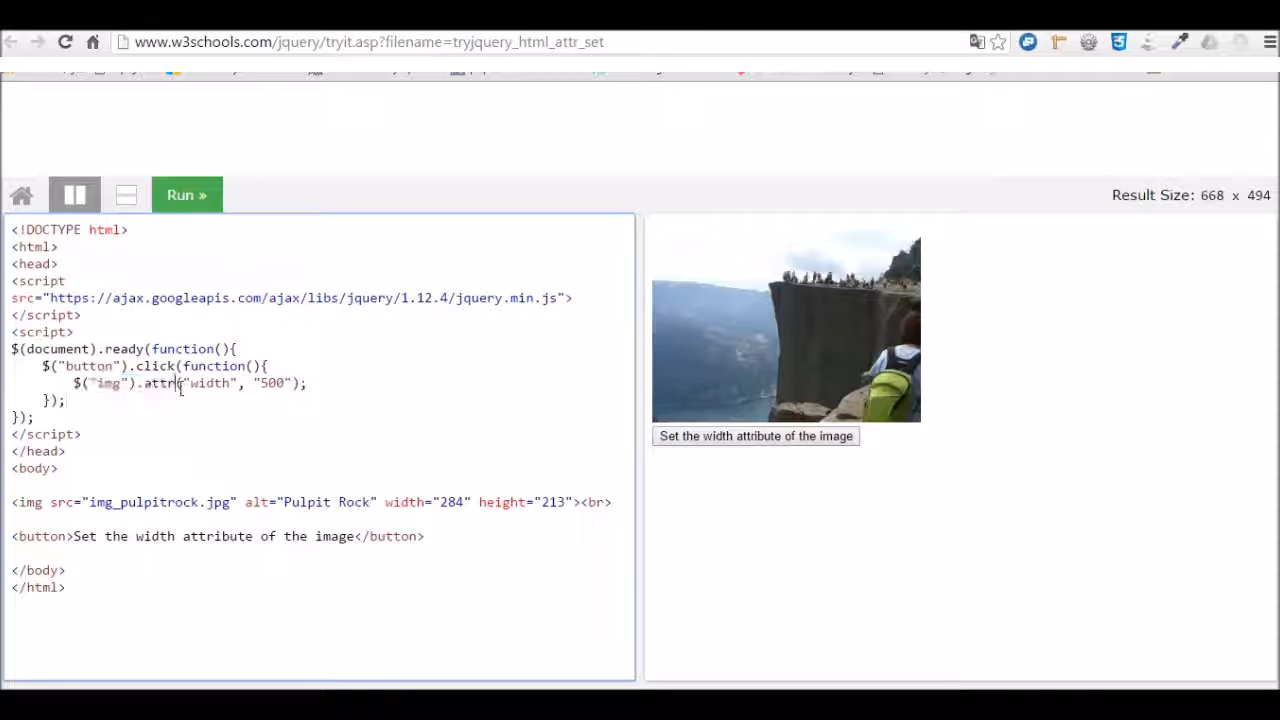 www.w3schools.com/jquery/tryit.asp?filename=tryjquery_html_attr_set
Run »
Result Size: 668 x 494
<!DOCTYPE html>
<html>
<head>
<script
src="https://ajax.googleapis.com/ajax/libs/jquery/1.12.4/jquery.min.js">
</script>
<script>
$(document).ready(function(){
    $("button").click(function(){
        $("img").attr("width", "500");
    });
});
</script>
</head>
<body>
<img src="img_pulpitrock.jpg" alt="Pulpit Rock" width="284" height="213"><br>
<button>Set the width attribute of the image</button>
</body>
</html>
Set the width attribute of the image